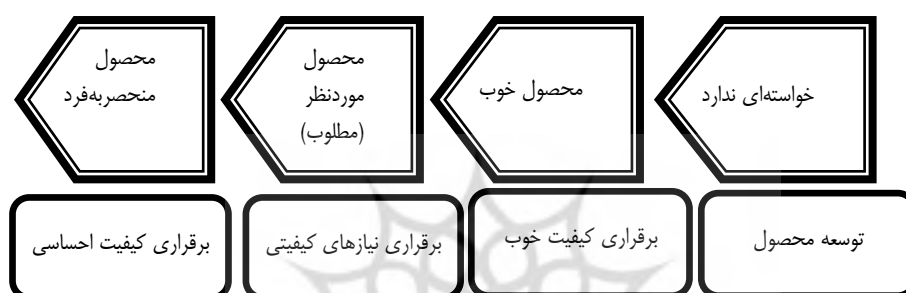 خواسته‌ای ندارد
محصول خوب
محصول
موردنظر
(مطلوب)
محصول
منحصربه‌فرد
توسعه محصول
برقراری کیفیت خوب
برقراری نیازهای کیفیتی
برقراری کیفیت احساسی